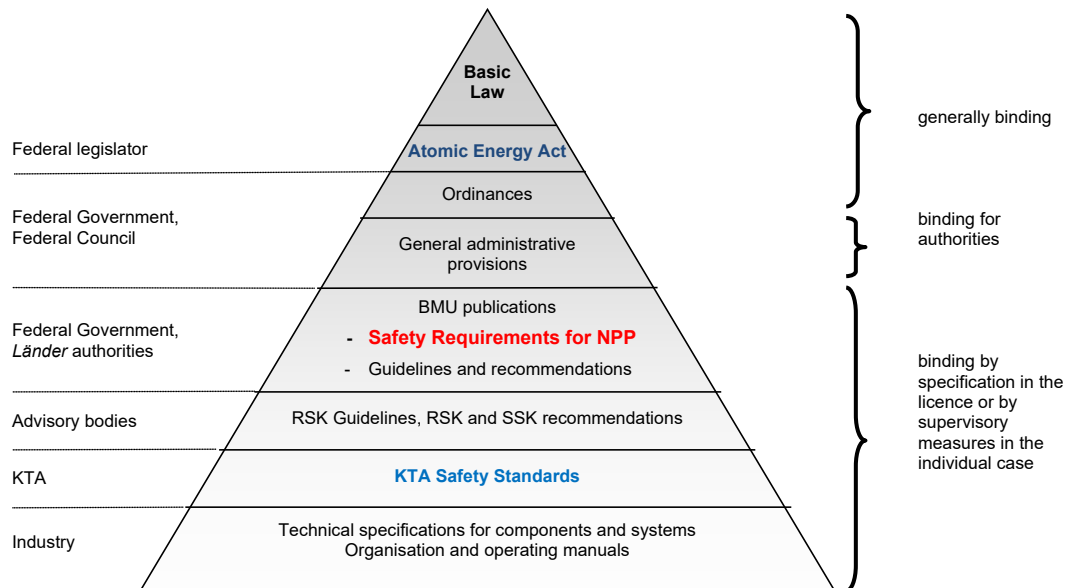 Basic
Law
generally binding
Federal legislator
Atomic Energy Act
Ordinances
Federal Government,
Federal Council
General administrative
provisions
binding for
authorities
Federal Government,
Länder authorities
BMU publications
- Safety Requirements for NPP
- Guidelines and recommendations
binding by
specification in the
licence or by
supervisory
measures in the
individual case
Advisory bodies
RSK Guidelines, RSK and SSK recommendations
KTA
KTA Safety Standards
Industry
Technical specifications for components and systems
Organisation and operating manuals